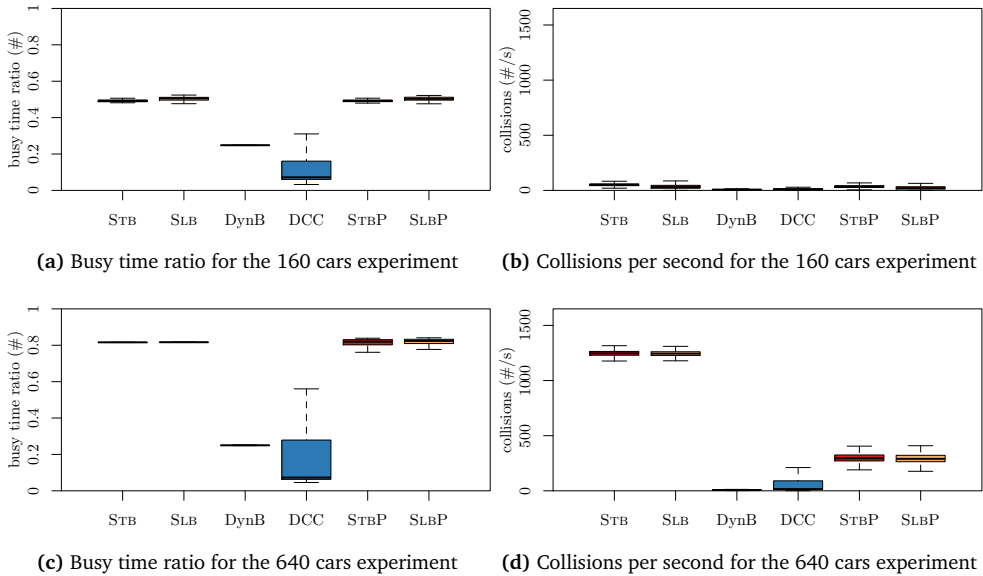 busy time ratio (#)
0 0.2 0.4 0.6 0.8 1
STB SLB DynB DCC STBP SLBP
(a) Busy time ratio for the 160 cars experiment
collisions (#/s)
0 500 1000 1500
STB SLB DynB DCC STBP SLBP
(b) Collisions per second for the 160 cars experiment
busy time ratio (#)
0 0.2 0.4 0.6 0.8 1
STB SLB DynB DCC STBP SLBP
(c) Busy time ratio for the 640 cars experiment
collisions (#/s)
0 500 1000 1500
STB SLB DynB DCC STBP SLBP
(d) Collisions per second for the 640 cars experiment